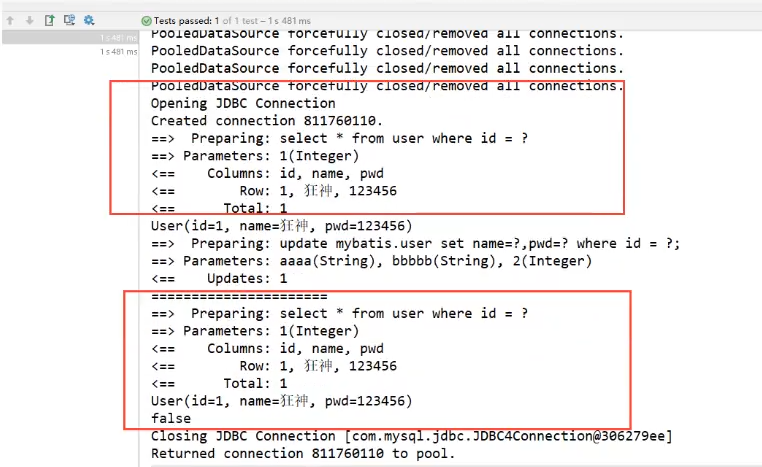 Tests passed: 1 of 1 test – 1 s 481 ms
1 s 481 ms
1 s 481 ms
PooledDataSource forcefully closed/removed all connections.
PooledDataSource forcefully closed/removed all connections.
PooledDataSource forcefully closed/removed all connections.
PooledDataSource forcefully closed/removed all connections.
Opening JDBC Connection
Created connection 811760110.
==>  Preparing: select * from user where id = ?
==> Parameters: 1(Integer)
<==    Columns: id, name, pwd
<==        Row: 1, 狂神, 123456
<==      Total: 1
User(id=1, name=狂神, pwd=123456)
==>  Preparing: update mybatis.user set name=?,pwd=? where id = ?;
==> Parameters: aaaa(String), bbbbb(String), 2(Integer)
<==    Updates: 1
======================
==>  Preparing: select * from user where id = ?
==> Parameters: 1(Integer)
<==    Columns: id, name, pwd
<==        Row: 1, 狂神, 123456
<==      Total: 1
User(id=1, name=狂神, pwd=123456)
false
Closing JDBC Connection [com.mysql.jdbc.JDBC4Connection@306279ee]
Returned connection 811760110 to pool.